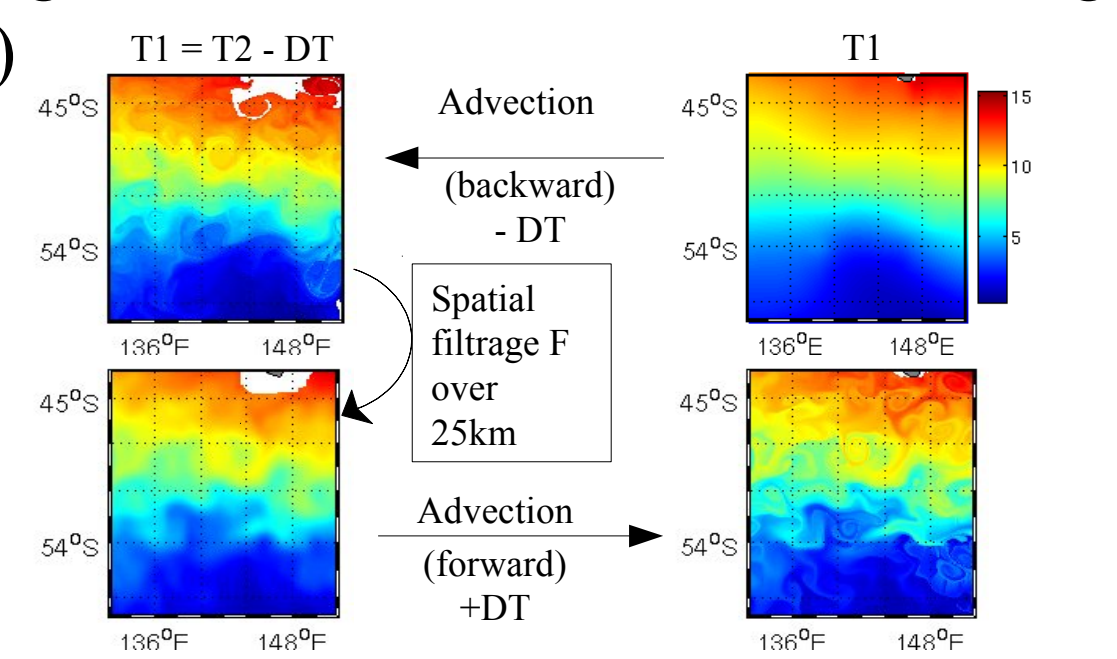 )
T1 = T2 - DT
T1
45°S
54°S
136°E
148°E
Advection
(backward)
- DT
45°S
54°S
136°E
148°E
15
10
5
Spatial
filtrage F
over
25km
45°S
54°S
136°E
148°E
Advection
(forward)
+DT
45°S
54°S
136°E
148°E